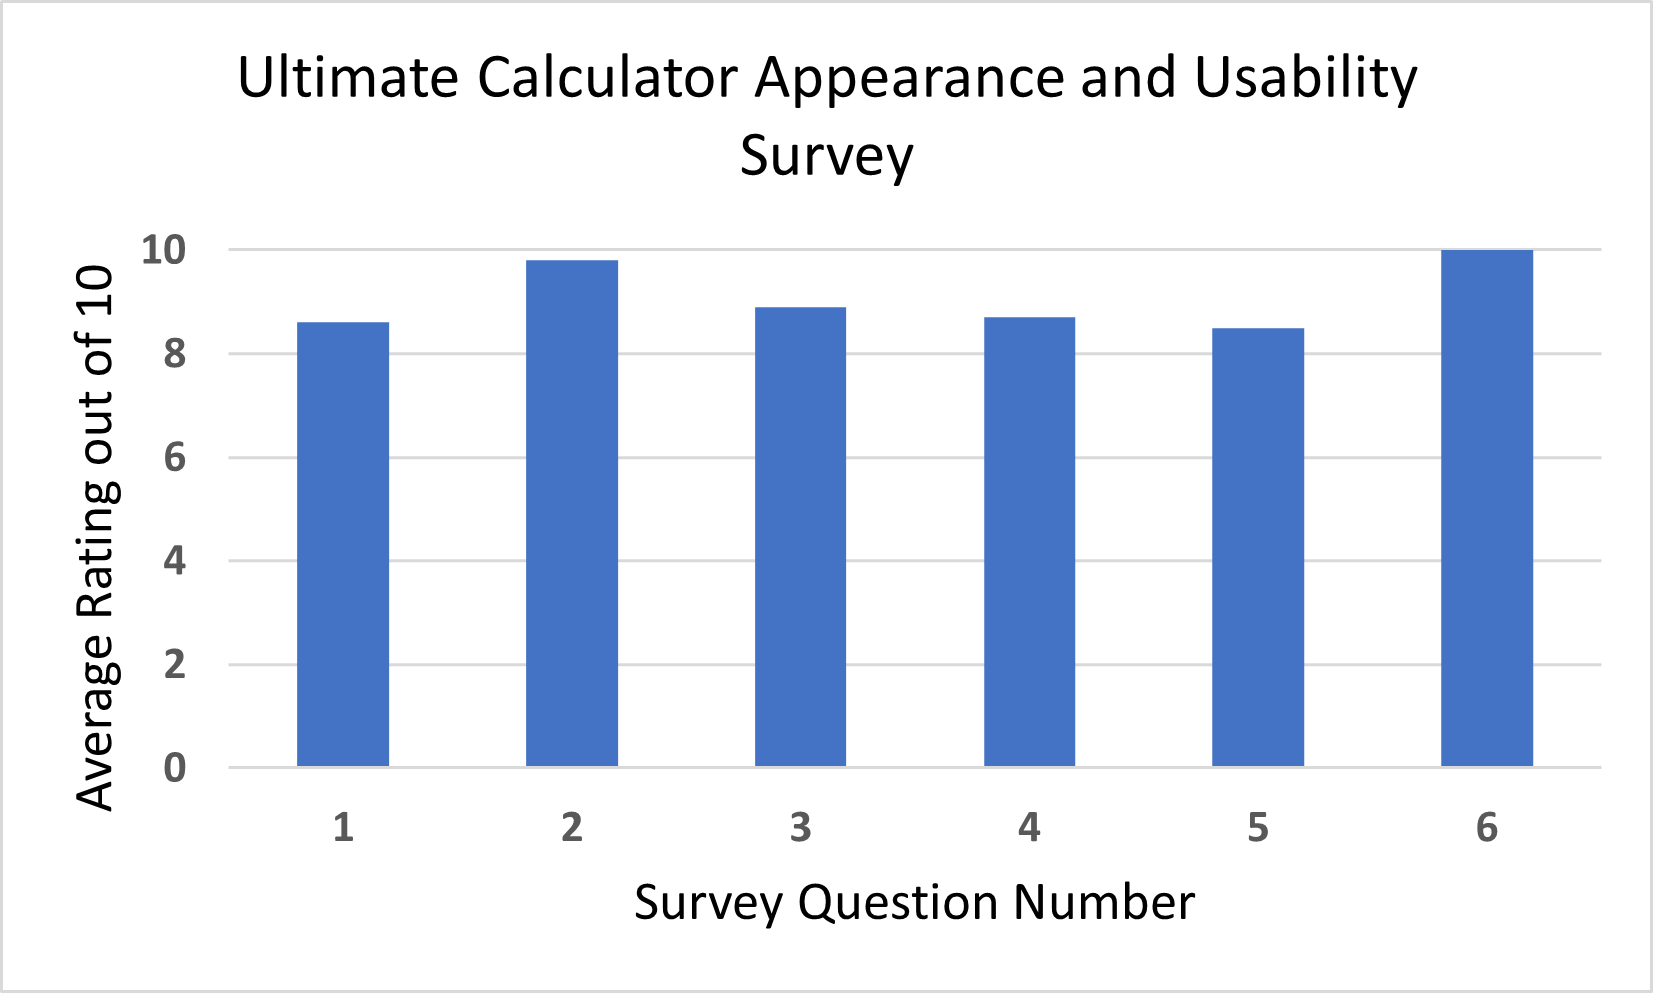 Ultimate Calculator Appearance and Usability
Survey
Average Rating out of 10
10
8
6
4
2
0
1 2 3 4 5 6
Survey Question Number